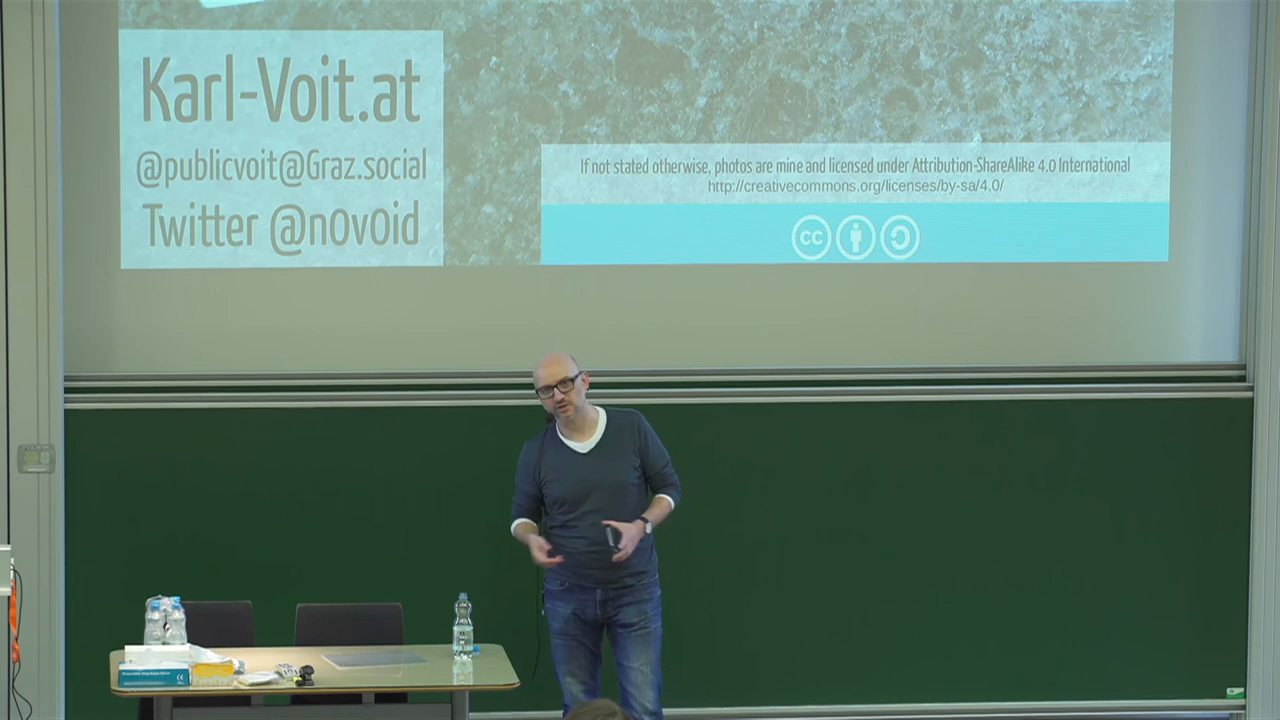 Karl-Voit.at
@publicvoit@Graz.social
Twitter @n0v0id
If not stated otherwise, photos are mine and licensed under Attribution-ShareAlike 4.0 International
http://creativecommons.org/licenses/by-sa/4.0/
cc